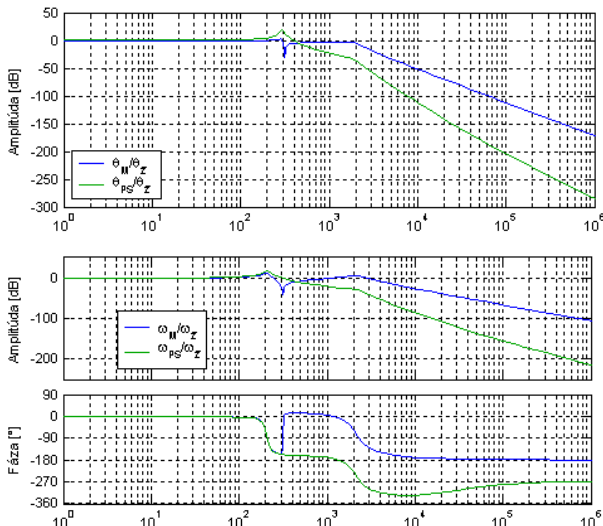 Amplitúda [dB]
50
0
-50
-100
-150
-200
-250
-300
θM/θZ
θPS/θZ
10^0 10^1 10^2 10^3 10^4 10^5 10^6
Amplitúda [dB]
0
-100
-200
ωM/ωZ
ωPS/ωZ
Fáza [°]
90
0
-90
-180
-270
-360
10^0 10^1 10^2 10^3 10^4 10^5 10^6